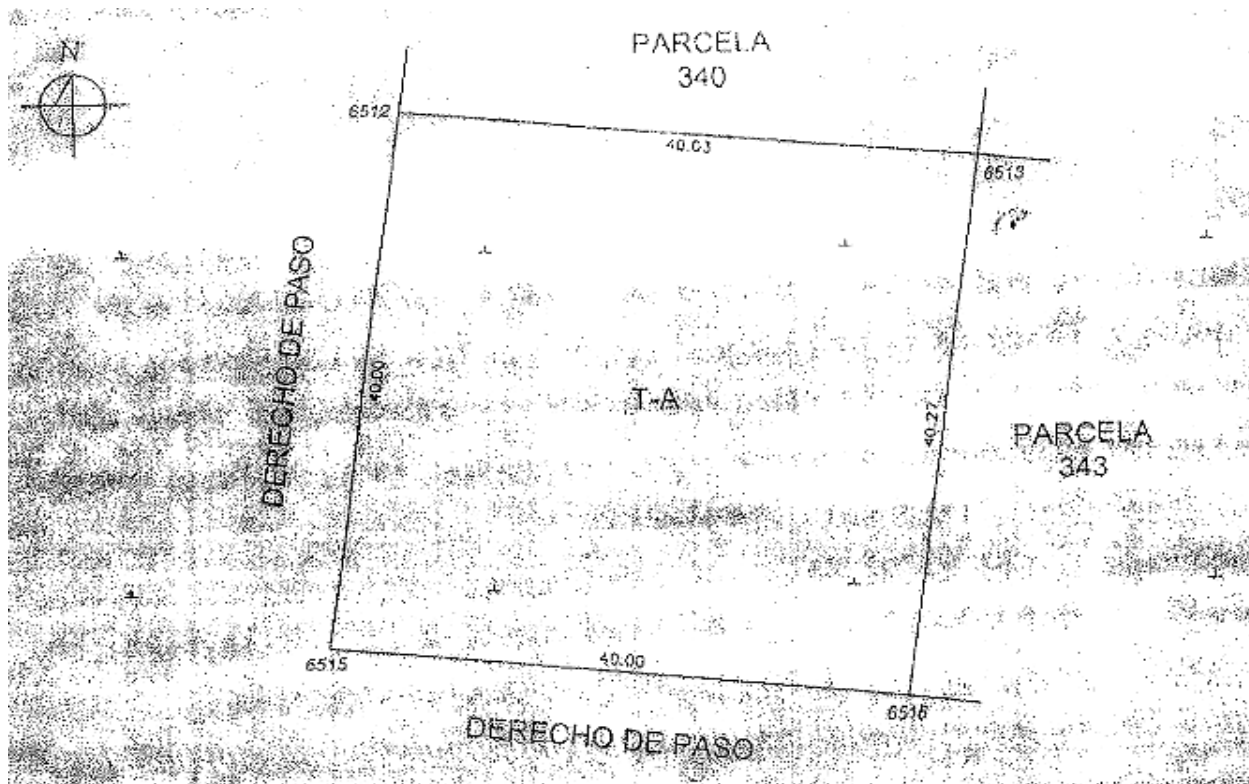 N
PARCELA
340
6512
40.03
6513
DERECHO DE PASO
40.00
T-A
40.27
PARCELA
343
6515
40.00
6516
DERECHO DE PASO